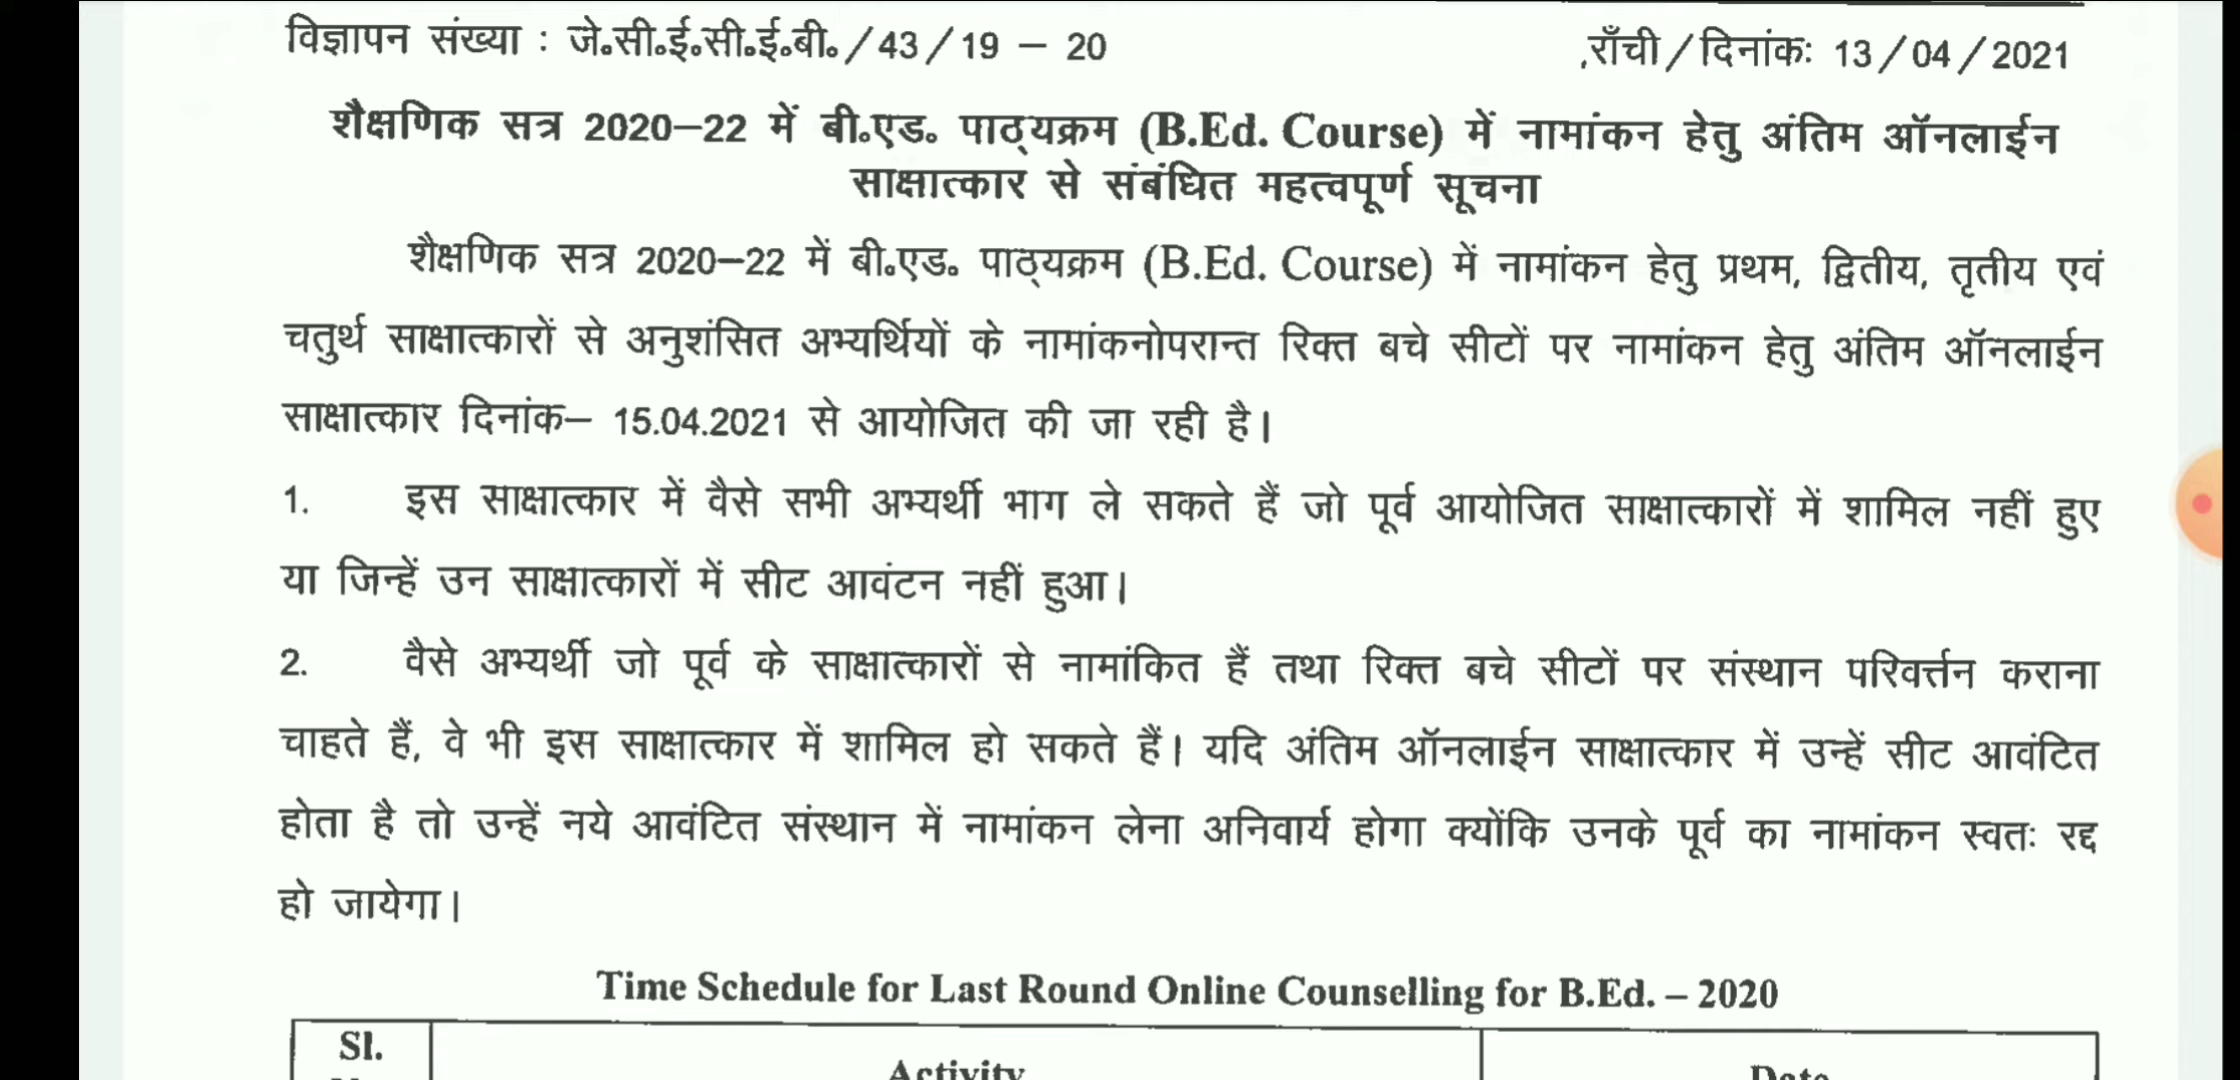 विज्ञापन संख्या : जे॰सी॰ई॰सी॰ई॰बी॰/43/19 – 20
राँची/दिनांकः 13/04/2021
शैक्षणिक सत्र 2020–22 में बी॰एड॰ पाठ्यक्रम (B.Ed. Course) में नामांकन हेतु अंतिम ऑनलाईन
साक्षात्कार से संबंधित महत्वपूर्ण सूचना
शैक्षणिक सत्र 2020–22 में बी॰एड॰ पाठ्यक्रम (B.Ed. Course) में नामांकन हेतु प्रथम, द्वितीय, तृतीय एवं
चतुर्थ साक्षात्कारों से अनुशंसित अभ्यर्थियों के नामांकनोपरान्त रिक्त बचे सीटों पर नामांकन हेतु अंतिम ऑनलाईन
साक्षात्कार दिनांक– 15.04.2021 से आयोजित की जा रही है।
1. इस साक्षात्कार में वैसे सभी अभ्यर्थी भाग ले सकते हैं जो पूर्व आयोजित साक्षात्कारों में शामिल नहीं हुए
या जिन्हें उन साक्षात्कारों में सीट आवंटन नहीं हुआ।
2. वैसे अभ्यर्थी जो पूर्व के साक्षात्कारों से नामांकित हैं तथा रिक्त बचे सीटों पर संस्थान परिवर्त्तन कराना
चाहते हैं, वे भी इस साक्षात्कार में शामिल हो सकते हैं। यदि अंतिम ऑनलाईन साक्षात्कार में उन्हें सीट आवंटित
होता है तो उन्हें नये आवंटित संस्थान में नामांकन लेना अनिवार्य होगा क्योंकि उनके पूर्व का नामांकन स्वतः रद्द
हो जायेगा।
Time Schedule for Last Round Online Counselling for B.Ed. – 2020
Sl.
Activity
Date